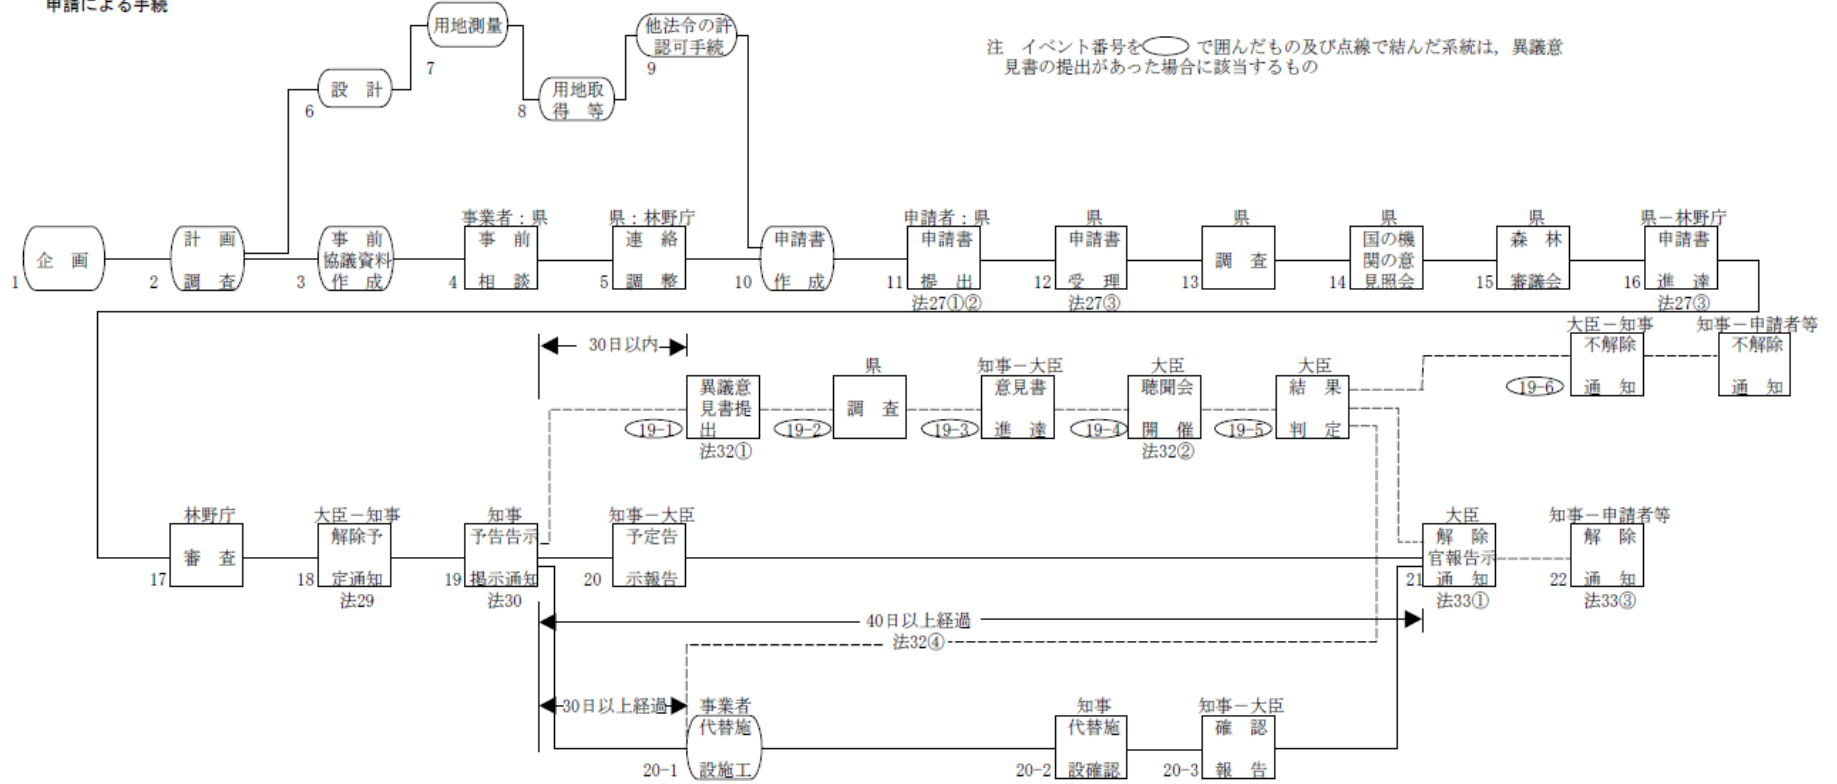 申請による手続
注　イベント番号を　で囲んだもの及び点線で結んだ系統は，異議意
見書の提出があった場合に該当するもの
1
企　画
2
計　画
調　査
6
設　計
7
用地測量
8
用地取
得　等
9
他法令の許
認可手続
3
事　前
協議資料
作　成
事業者：県
4
事　前
相　談
県：林野庁
5
連　絡
調　整
10
申請書
作　成
申請者：県
11
申請書
提　出
法27①②
県
12
申請書
受　理
法27③
県
13
調　査
県
14
国の機
関の意
見照会
県
15
森　林
審議会
県－林野庁
16
申請書
進　達
法27③
30日以内
19-1
異議意
見書提
出
法32①
県
19-2
調　査
知事－大臣
19-3
意見書
進　達
大臣
19-4
聴聞会
開　催
法32②
大臣
19-5
結　果
判　定
大臣－知事
19-6
不解除
通　知
知事－申請者等
不解除
通　知
林野庁
17
審　査
大臣－知事
18
解除予
定通知
法29
知事
19
予告告示
掲示通知
法30
知事－大臣
20
予定告
示報告
大臣
21
解　除
官報告示
通　知
法33①
知事－申請者等
22
解　除
通　知
法33③
40日以上経過
法32④
30日以上経過
事業者
20-1
代替施
設施工
知事
20-2
代替施
設確認
知事－大臣
20-3
確　認
報　告